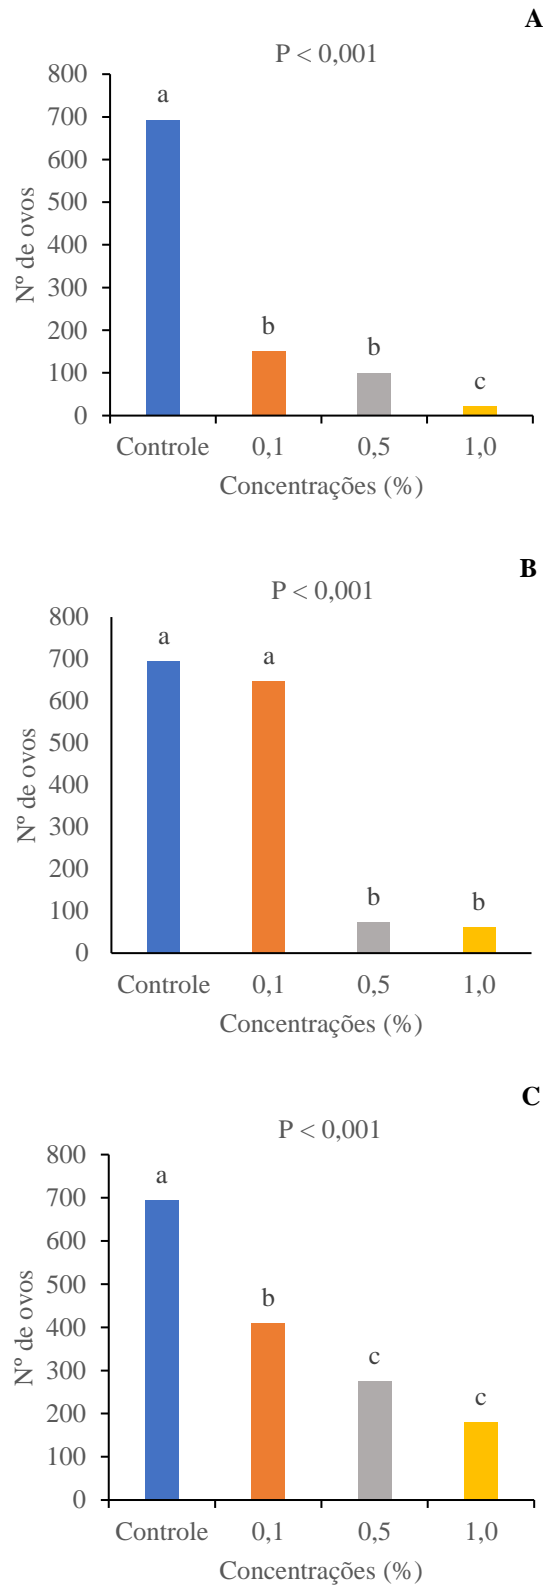 A
P < 0,001
800
700
600
500
400
300
200
100
0
Nº de ovos
a
b
b
c
Controle 0,1 0,5 1,0
Concentrações (%)
B
P < 0,001
800
700
600
500
400
300
200
100
0
Nº de ovos
a
a
b
b
Controle 0,1 0,5 1,0
Concentrações (%)
C
P < 0,001
800
700
600
500
400
300
200
100
0
Nº de ovos
a
b
c
c
Controle 0,1 0,5 1,0
Concentrações (%)